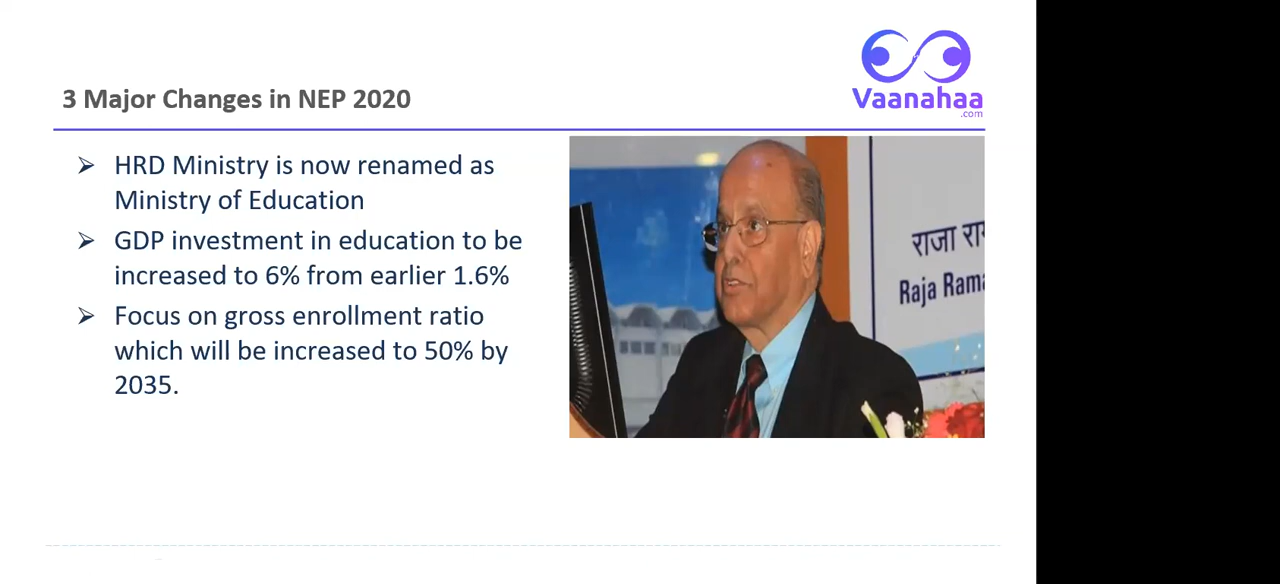 Vaanahaa
.com
3 Major Changes in NEP 2020
HRD Ministry is now renamed as
Ministry of Education
GDP investment in education to be
increased to 6% from earlier 1.6%
Focus on gross enrollment ratio
which will be increased to 50% by
2035.
राजा
Raja Rama